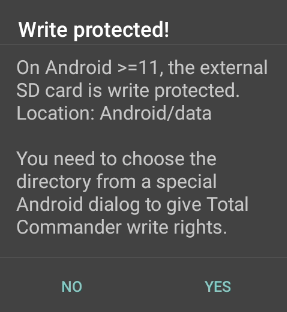 Write protected!
On Android >=11, the external
SD card is write protected.
Location: Android/data
You need to choose the
directory from a special
Android dialog to give Total
Commander write rights.
NO YES